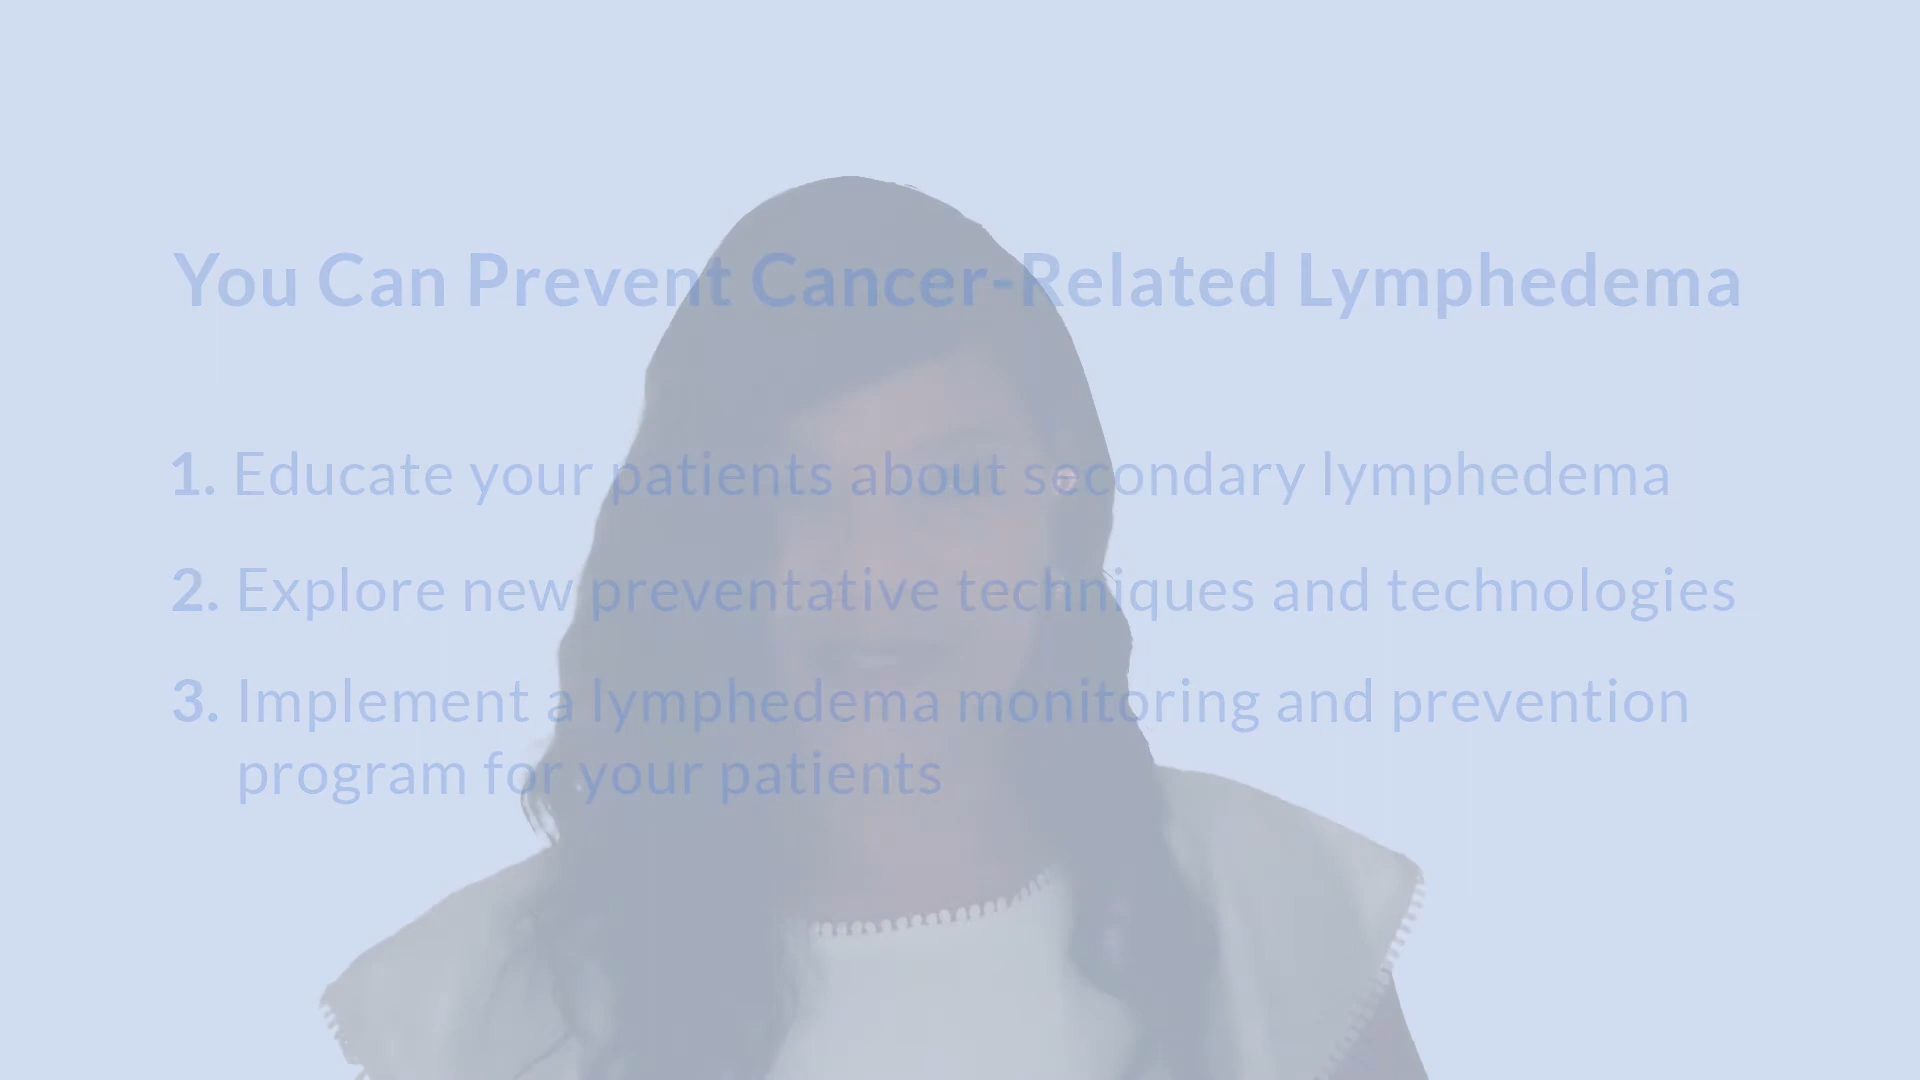 You Can Prevent Cancer-Related Lymphedema
1. Educate your patients about secondary lymphedema
2. Explore new preventative techniques and technologies
3. Implement a lymphedema monitoring and prevention
program for your patients